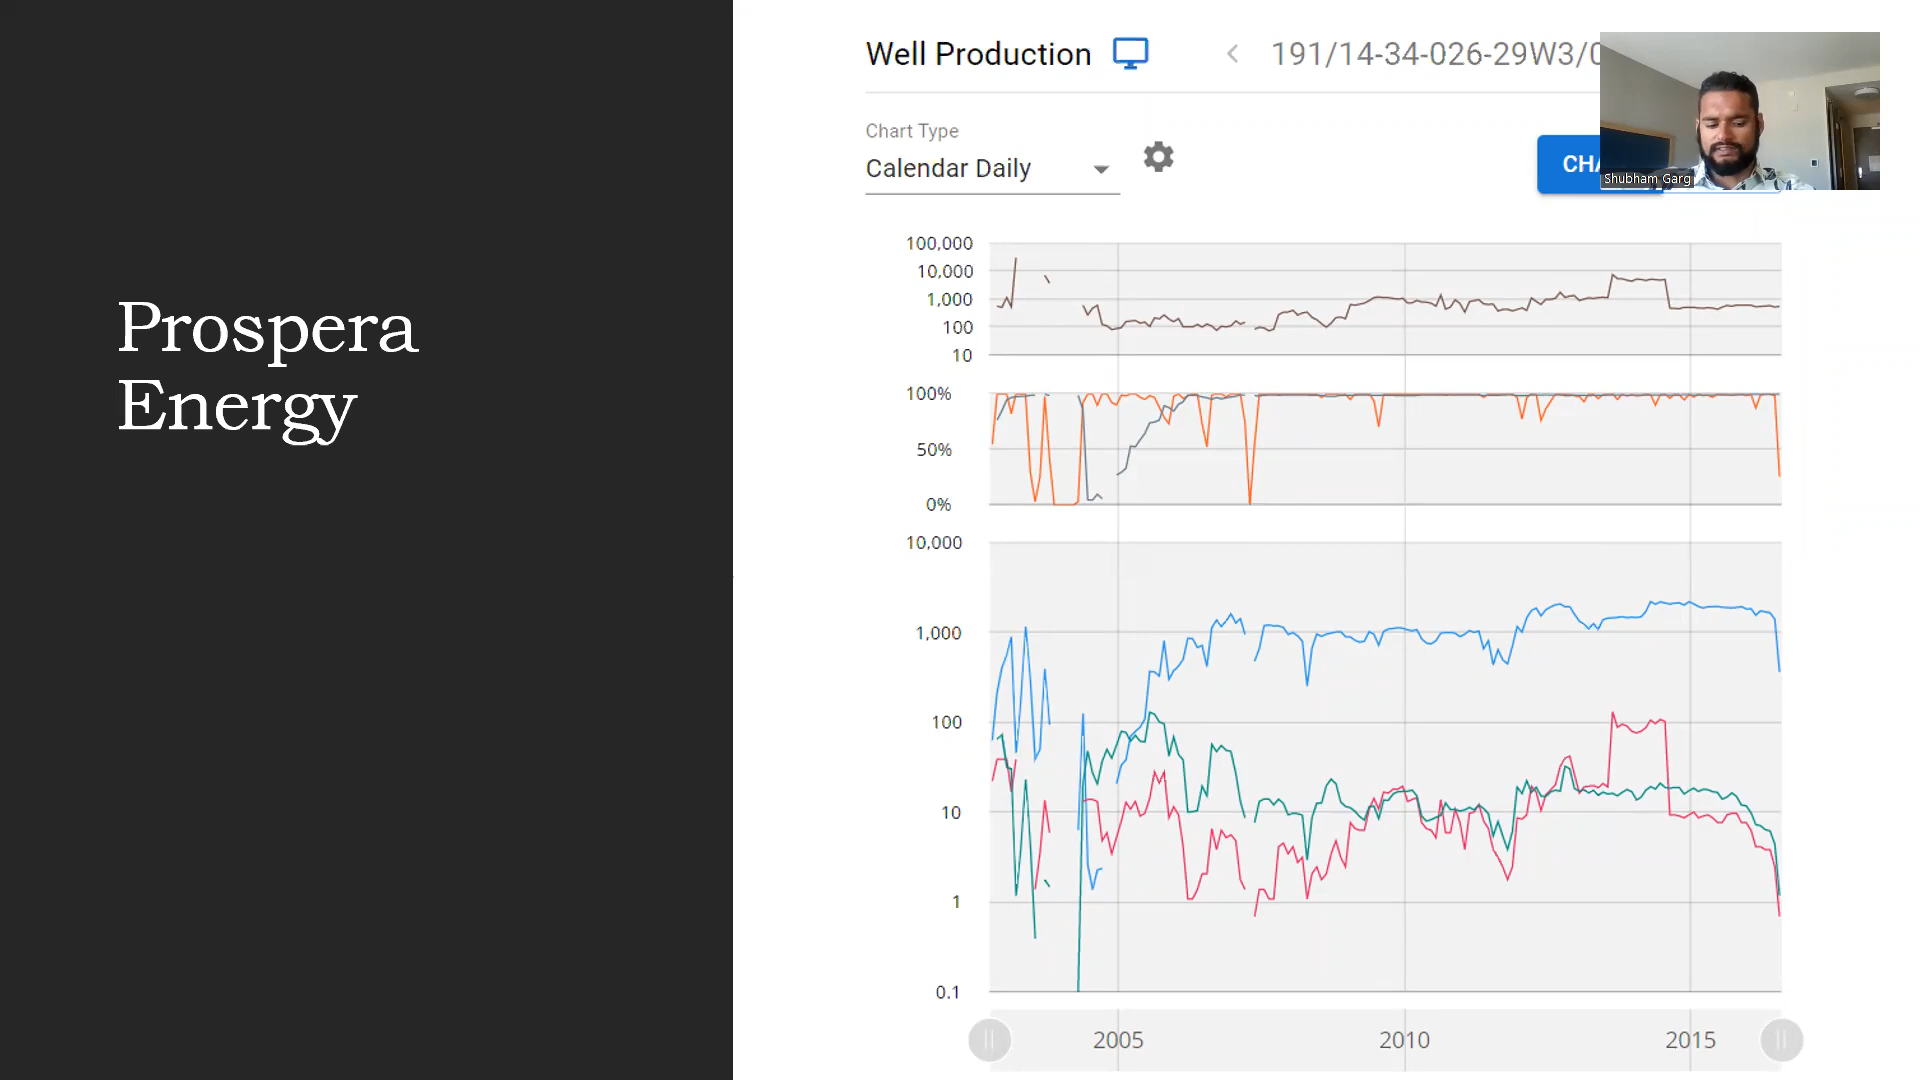 Well Production
191/14-34-026-29W3/0
Chart Type
Calendar Daily
CHA
Shubham Garg
Prospera
Energy
100,000
10,000
1,000
100
10
100%
50%
0%
10,000
1,000
100
10
1
0.1
2005
2010
2015